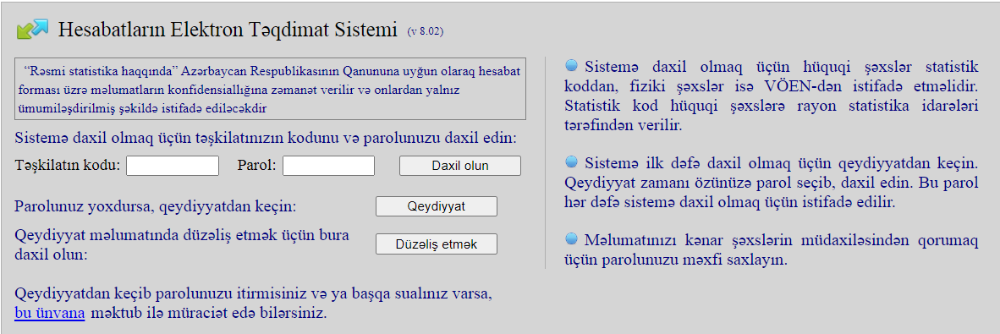 Hesabatların Elektron Təqdimat Sistemi (v 8.02)
“Rəsmi statistika haqqında” Azərbaycan Respublikasının Qanununa uyğun olaraq hesabat
forması üzrə məlumatların konfidensiallığına zəmanət verilir və onlardan yalnız
ümumiləşdirilmiş şəkildə istifadə ediləcəkdir
Sistemə daxil olmaq üçün təşkilatınızın kodunu və parolunuzu daxil edin:
Təşkilatın kodu: Parol: Daxil olun
Parolunuz yoxdursa, qeydiyyatdan keçin: Qeydiyyat
Qeydiyyat məlumatında düzəliş etmək üçün bura
daxil olun: Düzəliş etmək
Qeydiyyatdan keçib parolunuzu itirmisiniz və ya başqa sualınız varsa,
bu ünvana məktub ilə müraciət edə bilərsiniz.
Sistemə daxil olmaq üçün hüquqi şəxslər statistik
koddan, fiziki şəxslər isə VÖEN-dən istifadə etməlidir.
Statistik kod hüquqi şəxslərə rayon statistika idarələri
tərəfindən verilir.
Sistemə ilk dəfə daxil olmaq üçün qeydiyyatdan keçin.
Qeydiyyat zamanı özünüzə parol seçib, daxil edin. Bu parol
hər dəfə sistemə daxil olmaq üçün istifadə edilir.
Məlumatınızı kənar şəxslərin müdaxiləsindən qorumaq
üçün parolunuzu məxfi saxlayın.